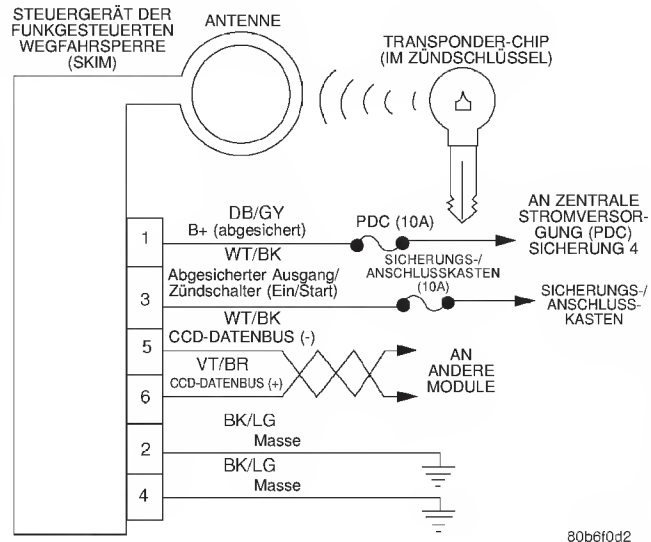 STEUERGERÄT DER
FUNKGESTEUERTEN
WEGFAHRSPERRE
(SKIM)
ANTENNE
TRANSPONDER-CHIP
(IM ZÜNDSCHLÜSSEL)
1
DB/GY
B+ (abgesichert)
PDC (10A)
AN ZENTRALE
STROMVERSOR-
GUNG (PDC)
SICHERUNG 4
3
WT/BK
Abgesicherter Ausgang/
Zündschalter (Ein/Start)
SICHERUNGS-/
ANSCHLUSSKASTEN
(10A)
SICHERUNGS-/
ANSCHLUSS-
KASTEN
5
WT/BK
CCD-DATENBUS (-)
6
VT/BR
CCD-DATENBUS (+)
AN
ANDERE
MODULE
2
BK/LG
Masse
4
BK/LG
Masse
80b6f0d2